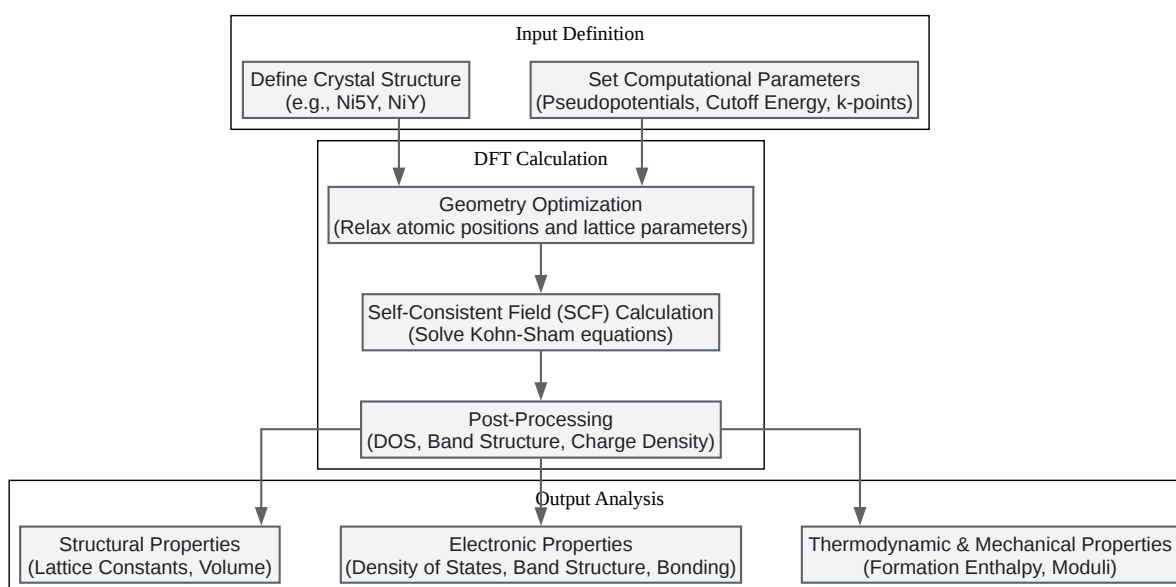 Input Definition
Define Crystal Structure
(e.g., Ni5Y, NiY)
Set Computational Parameters
(Pseudopotentials, Cutoff Energy, k-points)
DFT Calculation
Geometry Optimization
(Relax atomic positions and lattice parameters)
Self-Consistent Field (SCF) Calculation
(Solve Kohn-Sham equations)
Post-Processing
(DOS, Band Structure, Charge Density)
Output Analysis
Structural Properties
(Lattice Constants, Volume)
Electronic Properties
(Density of States, Band Structure, Bonding)
Thermodynamic & Mechanical Properties
(Formation Enthalpy, Moduli)